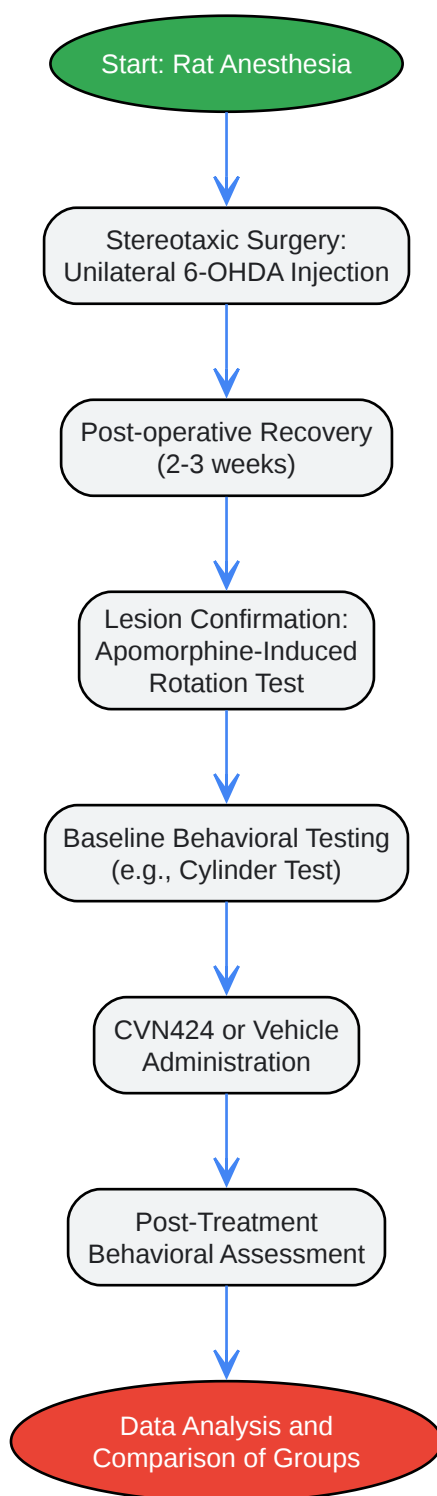 Start: Rat Anesthesia
Stereotaxic Surgery:
Unilateral 6-OHDA Injection
Post-operative Recovery
(2-3 weeks)
Lesion Confirmation:
Apomorphine-Induced
Rotation Test
Baseline Behavioral Testing
(e.g., Cylinder Test)
CVN424 or Vehicle
Administration
Post-Treatment
Behavioral Assessment
Data Analysis and
Comparison of Groups